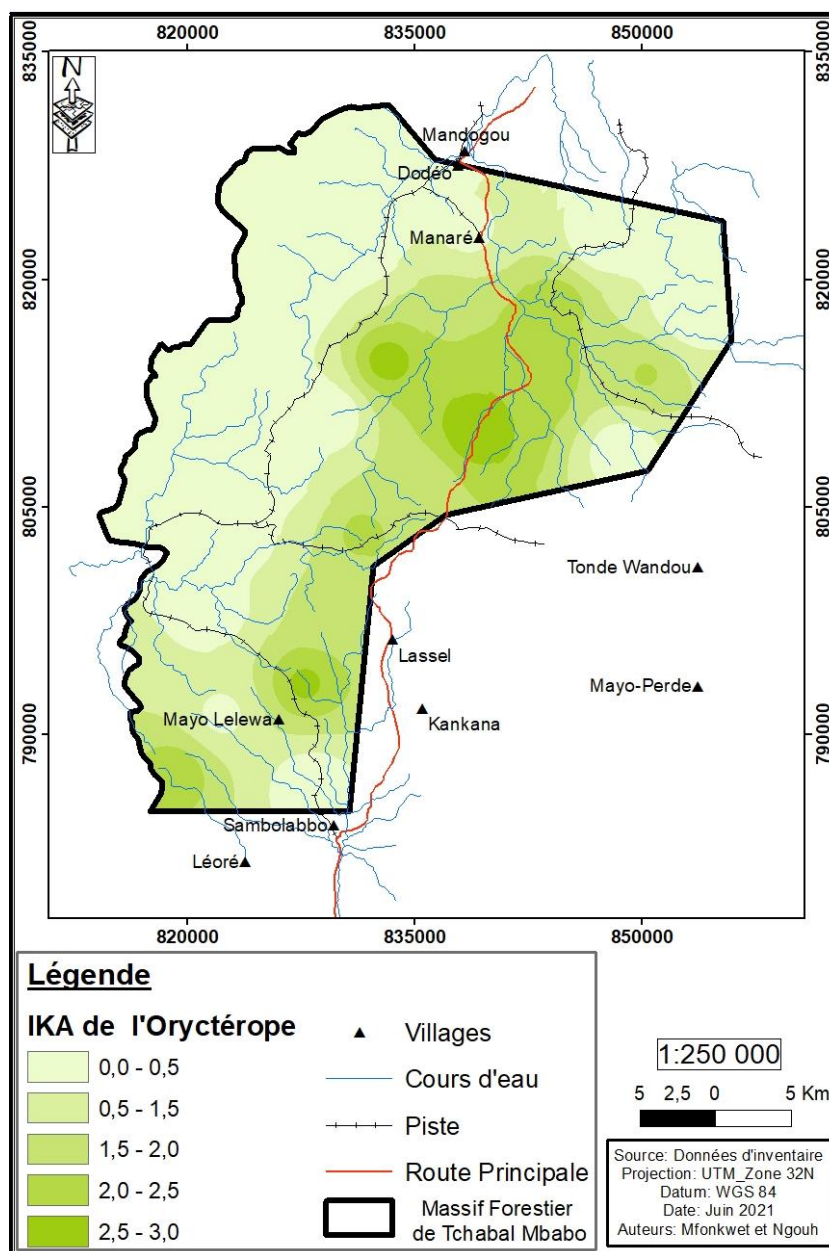 820000 835000 850000
835000 835000
N
Mandogou
Dodéo
Manaré
820000 820000
805000 805000
Tonde Wandou
Lassel
Mayo-Perde
Mayo Lelewa
Kankana
790000 790000
Sambolabbo
Léoré
820000 835000 850000
Légende
IKA de l'Oryctérope
0,0 - 0,5
0,5 - 1,5
1,5 - 2,0
2,0 - 2,5
2,5 - 3,0
Villages
Cours d'eau
Piste
Route Principale
Massif Forestier
de Tchabal Mbabo
1:250 000
5 2,5 0 5 Km
Source: Données d'inventaire
Projection: UTM_Zone 32N
Datum: WGS 84
Date: Juin 2021
Auteurs: Mfonkwet et Ngouh